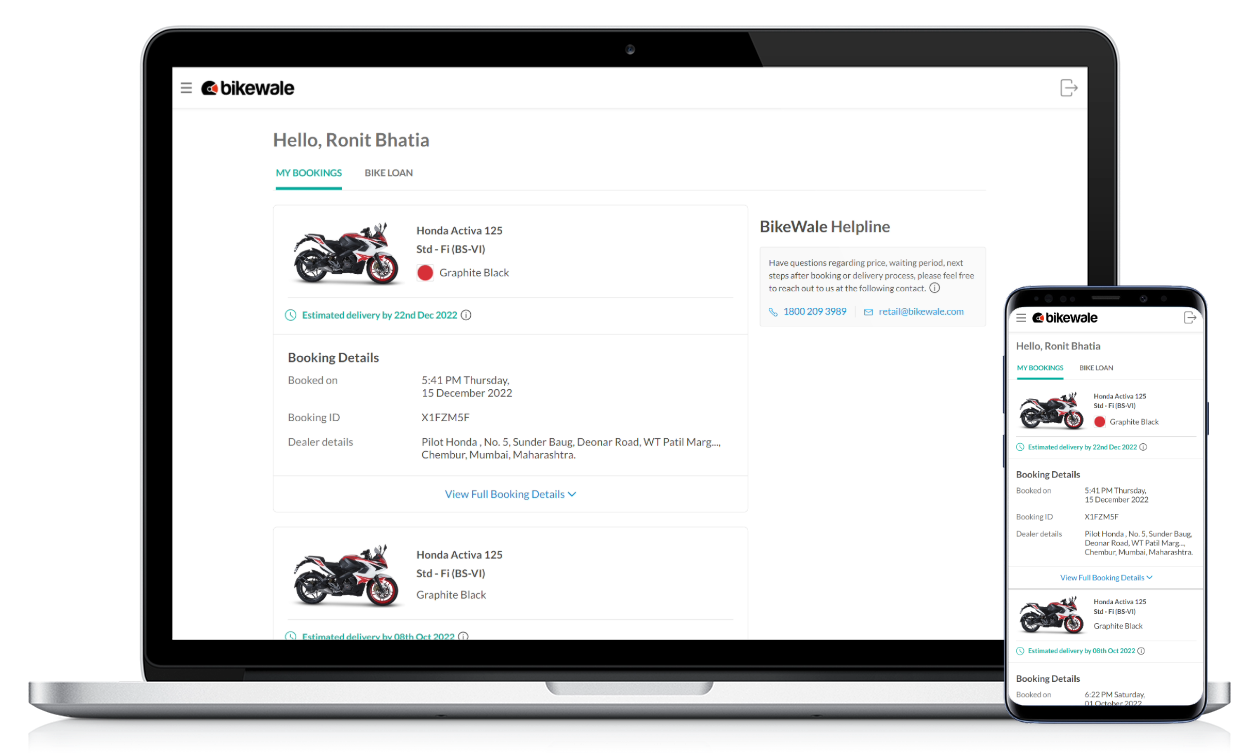 bikewale
Hello, Ronit Bhatia
MY BOOKINGS BIKE LOAN
Honda Activa 125
Std - Fi (BS-VI)
Graphite Black
Estimated delivery by 22nd Dec 2022
Booking Details
Booked on 5:41 PM Thursday,
15 December 2022
Booking ID X1FZM5F
Dealer details Pilot Honda , No. 5, Sunder Baug, Deonar Road, WT Patil Marg...,
Chembur, Mumbai, Maharashtra.
View Full Booking Details
Honda Activa 125
Std - Fi (BS-VI)
Graphite Black
Estimated delivery by 08th Oct 2022
BikeWale Helpline
Have questions regarding price, waiting period, next
steps after booking or delivery process, please feel free
to reach out to us at the following contact.
1800 209 3989 retail@bikewale.com
bikewale
Hello, Ronit Bhatia
MY BOOKINGS BIKE LOAN
Honda Activa 125
Std - Fi (BS-VI)
Graphite Black
Estimated delivery by 22nd Dec 2022
Booking Details
Booked on 5:41 PM Thursday,
15 December 2022
Booking ID X1FZM5F
Dealer details Pilot Honda , No. 5, Sunder Baug,
Deonar Road, WT Patil Marg...,
Chembur, Mumbai, Maharashtra.
View Full Booking Details
Honda Activa 125
Std - Fi (BS-VI)
Graphite Black
Estimated delivery by 08th Oct 2022
Booking Details
Booked on 6:22 PM Saturday,
01 October 2022